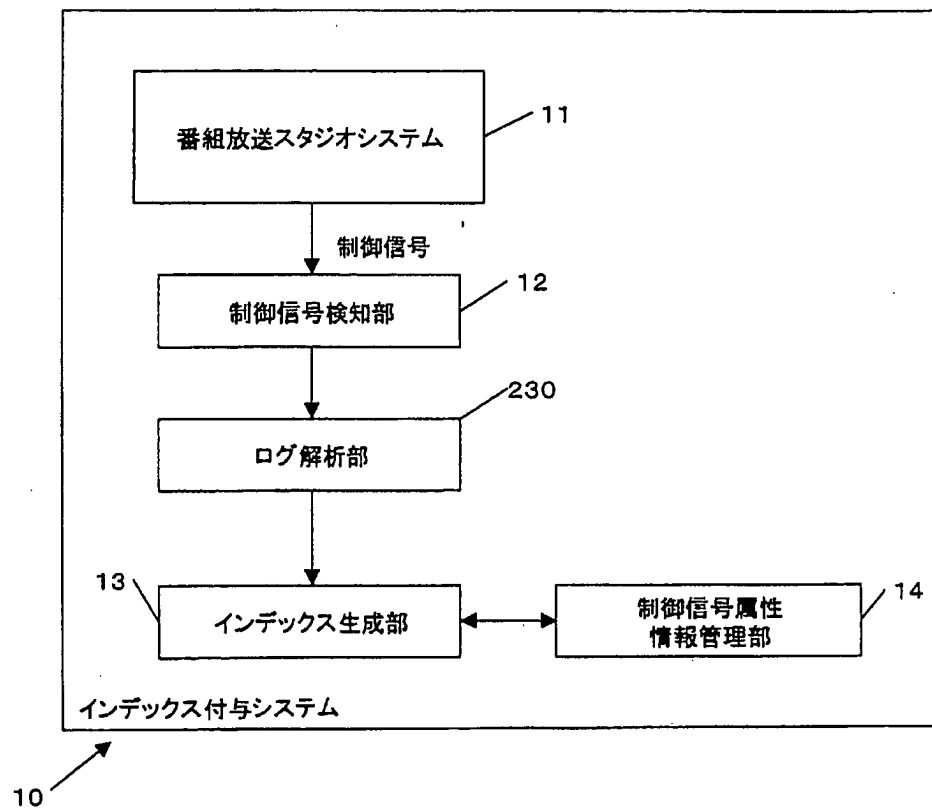 番組放送スタジオシステム
11
制御信号
制御信号検知部
12
230
ログ解析部
13
インデックス生成部
制御信号属性
情報管理部
14
インデックス付与システム
10